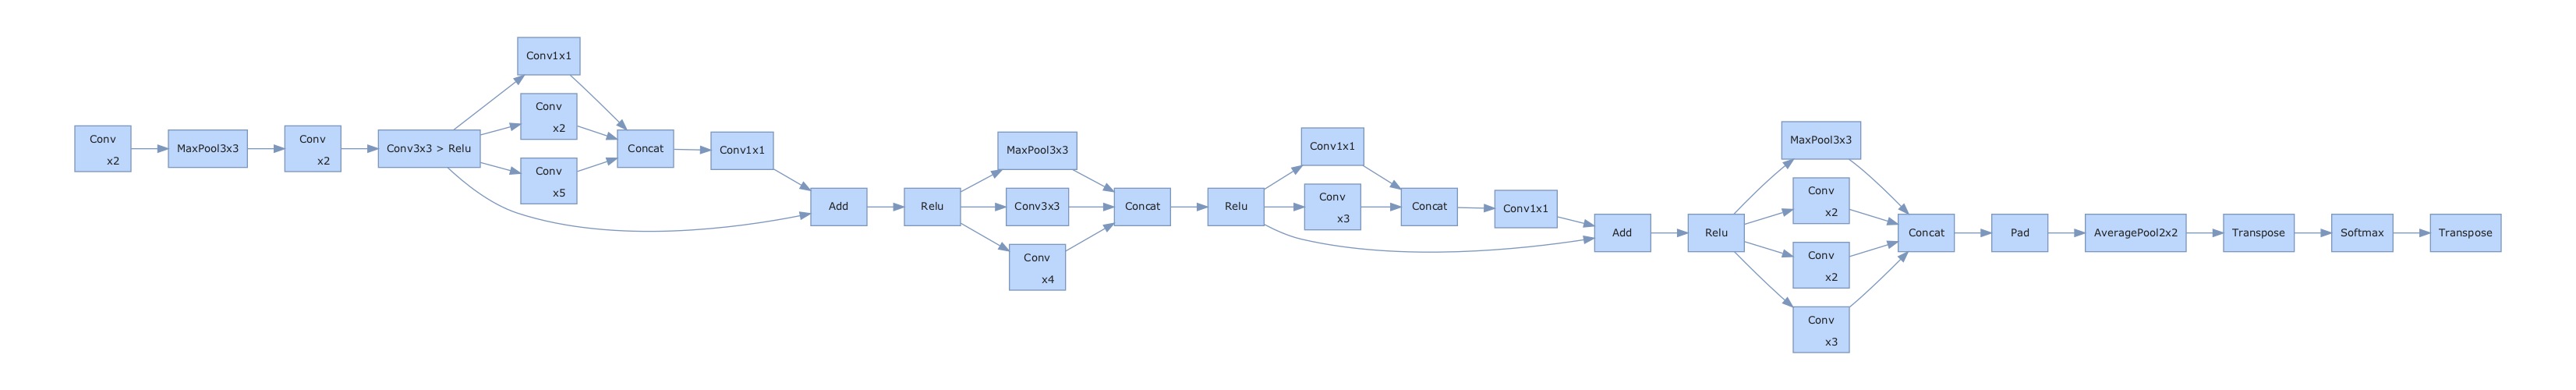 Conv
x2
MaxPool3x3
Conv
x2
Conv3x3 > Relu
Conv1x1
Conv
x2
Conv
x5
Concat
Conv1x1
Add
Relu
MaxPool3x3
Conv3x3
Conv
x4
Concat
Relu
Conv1x1
Conv
x3
Concat
Conv1x1
Add
Relu
MaxPool3x3
Conv
x2
Conv
x2
Conv
x3
Concat
Pad
AveragePool2x2
Transpose
Softmax
Transpose